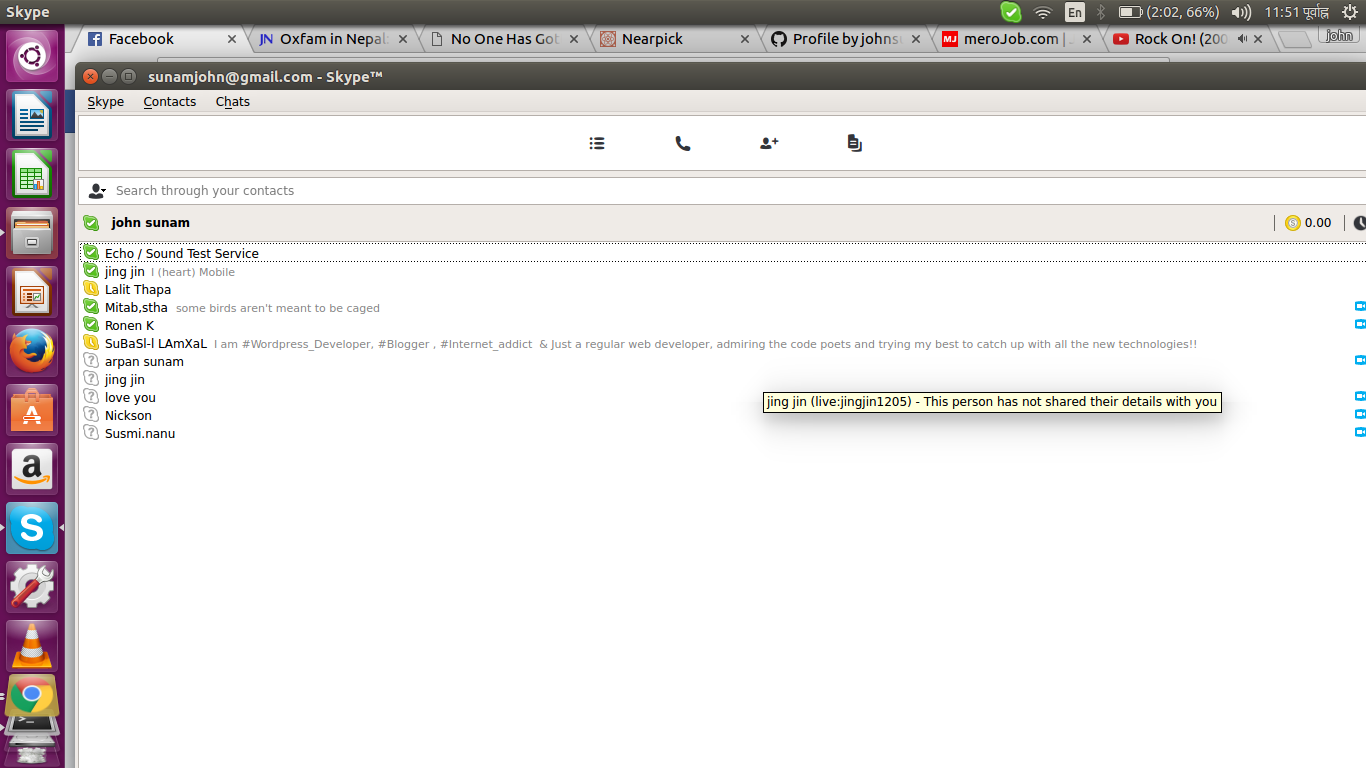 Skype
En
(2:02, 66%)
11:51 पूर्वाह्न
Facebook
JN Oxfam in Nepal
No One Has Got
Nearpick
Profile by johns
MJ meroJob.com | J
Rock On! (200
john
sunamjohn@gmail.com - Skype™
Skype Contacts Chats
Search through your contacts
john sunam
0.00
Echo / Sound Test Service
jing jin I (heart) Mobile
Lalit Thapa
Mitab,stha some birds aren't meant to be caged
Ronen K
SuBaSl-l LAmXaL I am #Wordpress_Developer, #Blogger , #Internet_addict & Just a regular web developer, admiring the code poets and trying my best to catch up with all the new technologies!!
arpan sunam
jing jin
love you
jing jin (live:jingjin1205) - This person has not shared their details with you
Nickson
Susmi.nanu